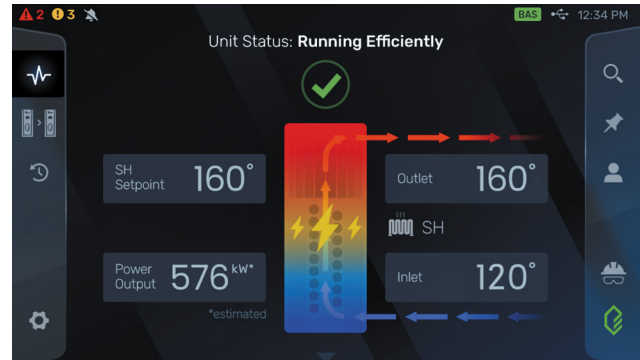 2 3 BAS 12:34 PM
Unit Status: Running Efficiently
SH Setpoint 160°
Outlet 160°
SH
Power Output 576 kW*
Inlet 120°
*estimated